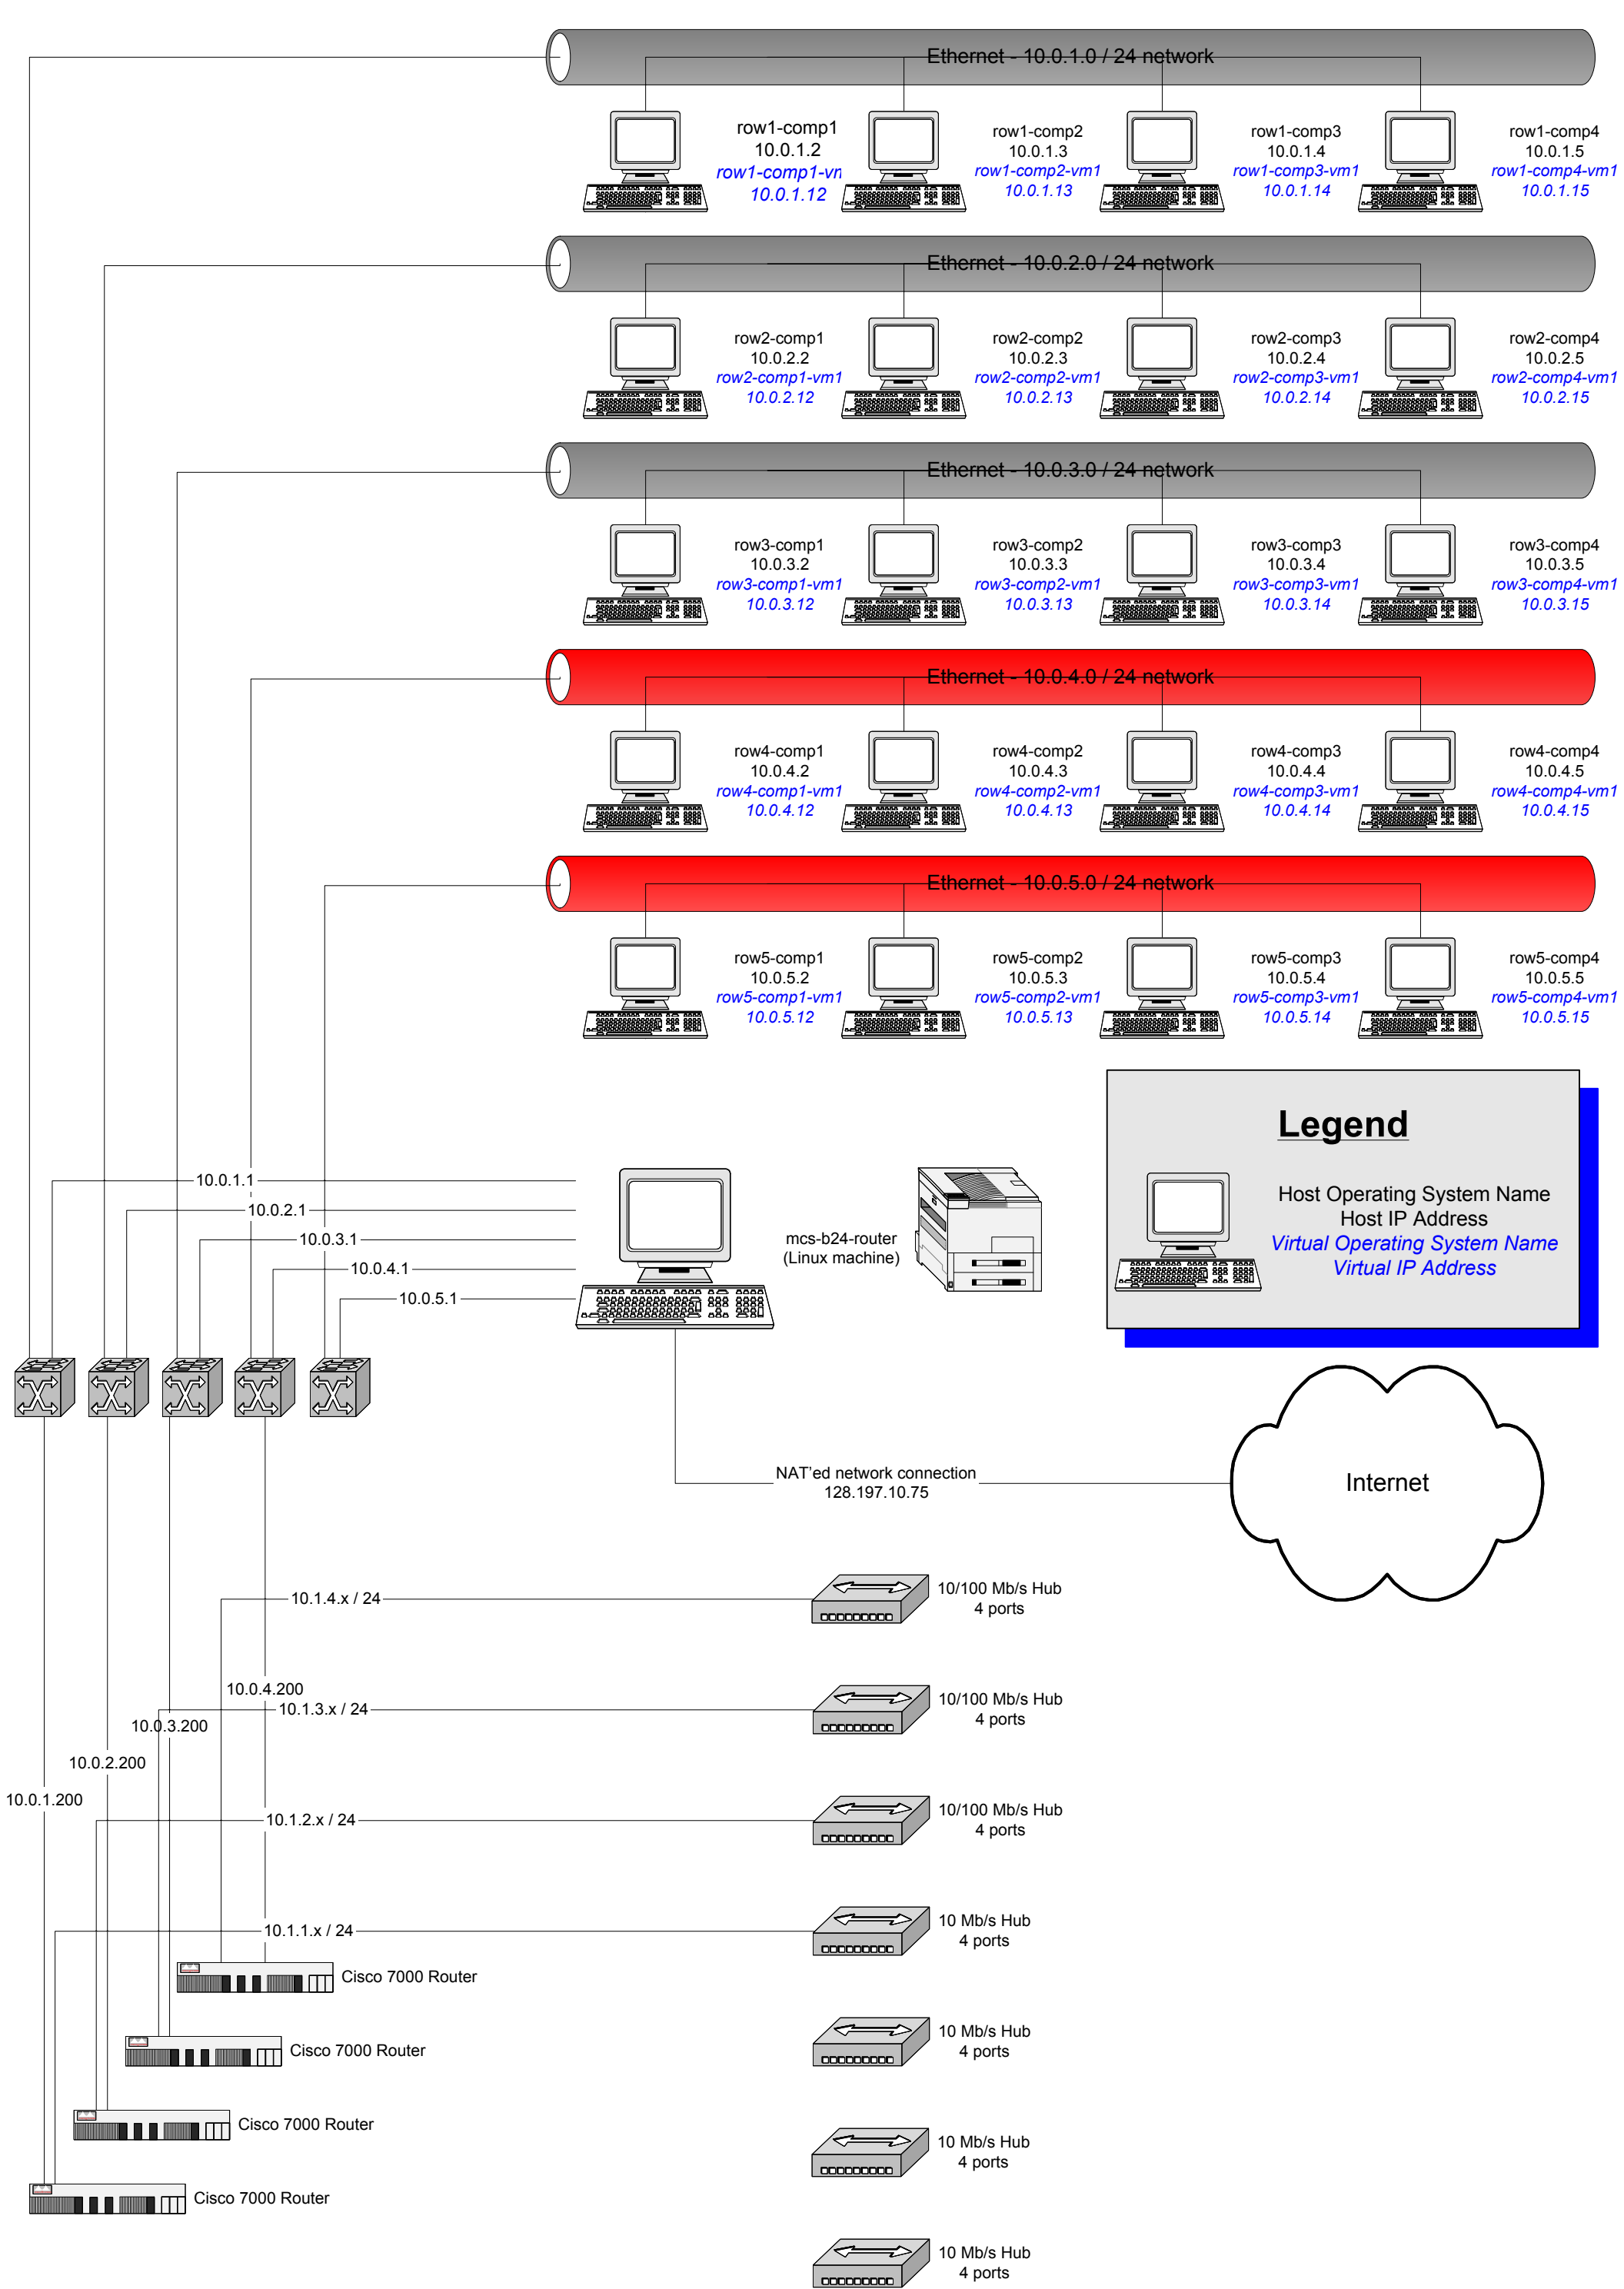 Ethernet - 10.0.1.0 / 24 network
row1-comp1
10.0.1.2
row1-comp1-vm
10.0.1.12
row1-comp2
10.0.1.3
row1-comp2-vm1
10.0.1.13
row1-comp3
10.0.1.4
row1-comp3-vm1
10.0.1.14
row1-comp4
10.0.1.5
row1-comp4-vm1
10.0.1.15
Ethernet - 10.0.2.0 / 24 network
row2-comp1
10.0.2.2
row2-comp1-vm1
10.0.2.12
row2-comp2
10.0.2.3
row2-comp2-vm1
10.0.2.13
row2-comp3
10.0.2.4
row2-comp3-vm1
10.0.2.14
row2-comp4
10.0.2.5
row2-comp4-vm1
10.0.2.15
Ethernet - 10.0.3.0 / 24 network
row3-comp1
10.0.3.2
row3-comp1-vm1
10.0.3.12
row3-comp2
10.0.3.3
row3-comp2-vm1
10.0.3.13
row3-comp3
10.0.3.4
row3-comp3-vm1
10.0.3.14
row3-comp4
10.0.3.5
row3-comp4-vm1
10.0.3.15
Ethernet - 10.0.4.0 / 24 network
row4-comp1
10.0.4.2
row4-comp1-vm1
10.0.4.12
row4-comp2
10.0.4.3
row4-comp2-vm1
10.0.4.13
row4-comp3
10.0.4.4
row4-comp3-vm1
10.0.4.14
row4-comp4
10.0.4.5
row4-comp4-vm1
10.0.4.15
Ethernet - 10.0.5.0 / 24 network
row5-comp1
10.0.5.2
row5-comp1-vm1
10.0.5.12
row5-comp2
10.0.5.3
row5-comp2-vm1
10.0.5.13
row5-comp3
10.0.5.4
row5-comp3-vm1
10.0.5.14
row5-comp4
10.0.5.5
row5-comp4-vm1
10.0.5.15
Legend
Host Operating System Name
Host IP Address
Virtual Operating System Name
Virtual IP Address
10.0.1.1
10.0.2.1
10.0.3.1
10.0.4.1
10.0.5.1
mcs-b24-router
(Linux machine)
NAT'ed network connection
128.197.10.75
Internet
10.1.4.x / 24
10/100 Mb/s Hub
4 ports
10.0.4.200
10.1.3.x / 24
10/100 Mb/s Hub
4 ports
10.0.3.200
10.0.2.200
10.0.1.200
10.1.2.x / 24
10/100 Mb/s Hub
4 ports
10.1.1.x / 24
10 Mb/s Hub
4 ports
Cisco 7000 Router
10 Mb/s Hub
4 ports
Cisco 7000 Router
Cisco 7000 Router
10 Mb/s Hub
4 ports
Cisco 7000 Router
10 Mb/s Hub
4 ports